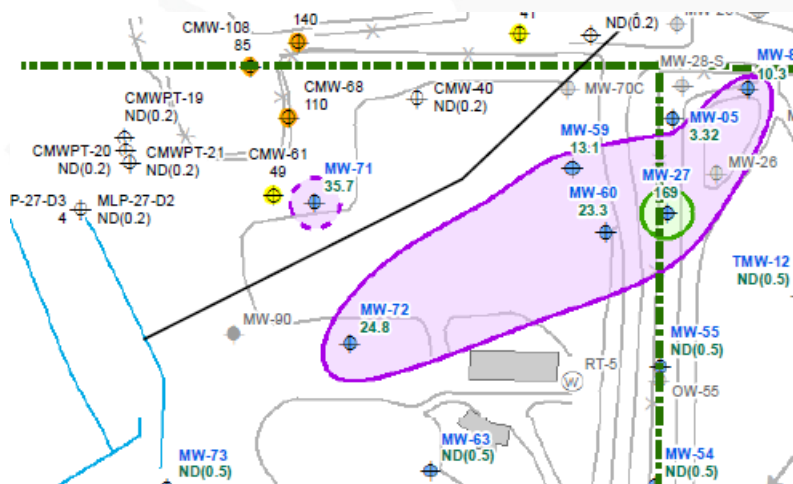 140
41
ND(0.2)
CMW-108
85
MW-28-S
10.3
CMW-68
110
CMW-40
ND(0.2)
MW-70C
CMWPT-19
ND(0.2)
MW-05
3.32
MW-59
13.1
CMWPT-20
ND(0.2)
CMWPT-21
ND(0.2)
CMW-61
49
MW-71
35.7
MW-27
169
MW-26
MW-60
23.3
P-27-D3
4
MLP-27-D2
ND(0.2)
TMW-12
ND(0.5)
MW-90
MW-72
24.8
MW-55
ND(0.5)
RT-5
W
OW-55
MW-73
ND(0.5)
MW-63
ND(0.5)
MW-54
ND(0.5)